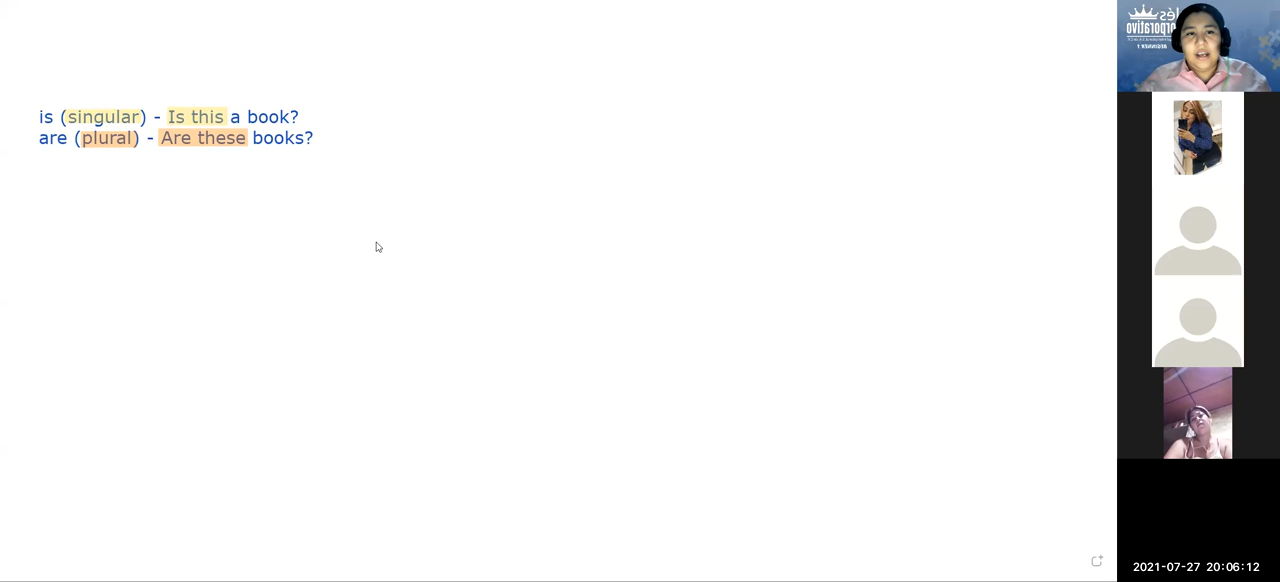 is (singular) - Is this a book?
are (plural) - Are these books?
2021-07-27 20:06:12